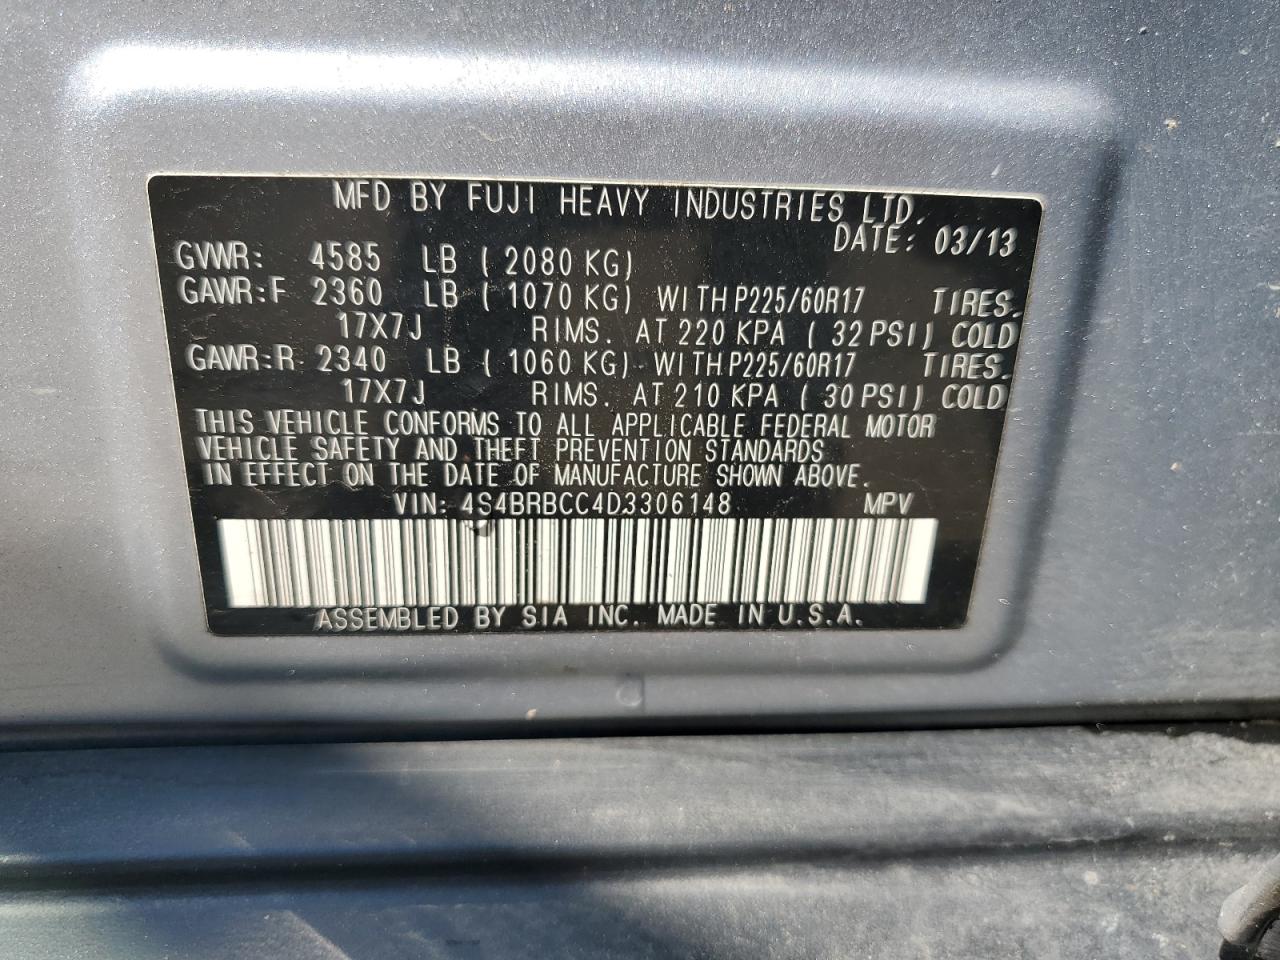 MFD BY FUJI HEAVY INDUSTRIES LTD.
DATE: 03/13
GVWR: 4585 LB ( 2080 KG)
GAWR:F 2360 LB ( 1070 KG) WITH P225/60R17 TIRES.
17X7J RIMS. AT 220 KPA ( 32 PSI) COLD
GAWR:R 2340 LB ( 1060 KG) WITH P225/60R17 TIRES.
17X7J RIMS. AT 210 KPA ( 30 PSI) COLD
THIS VEHICLE CONFORMS TO ALL APPLICABLE FEDERAL MOTOR
VEHICLE SAFETY AND THEFT PREVENTION STANDARDS
IN EFFECT ON THE DATE OF MANUFACTURE SHOWN ABOVE.
VIN: 4S4BRBCC4D3306148 MPV
ASSEMBLED BY SIA INC. MADE IN U.S.A.